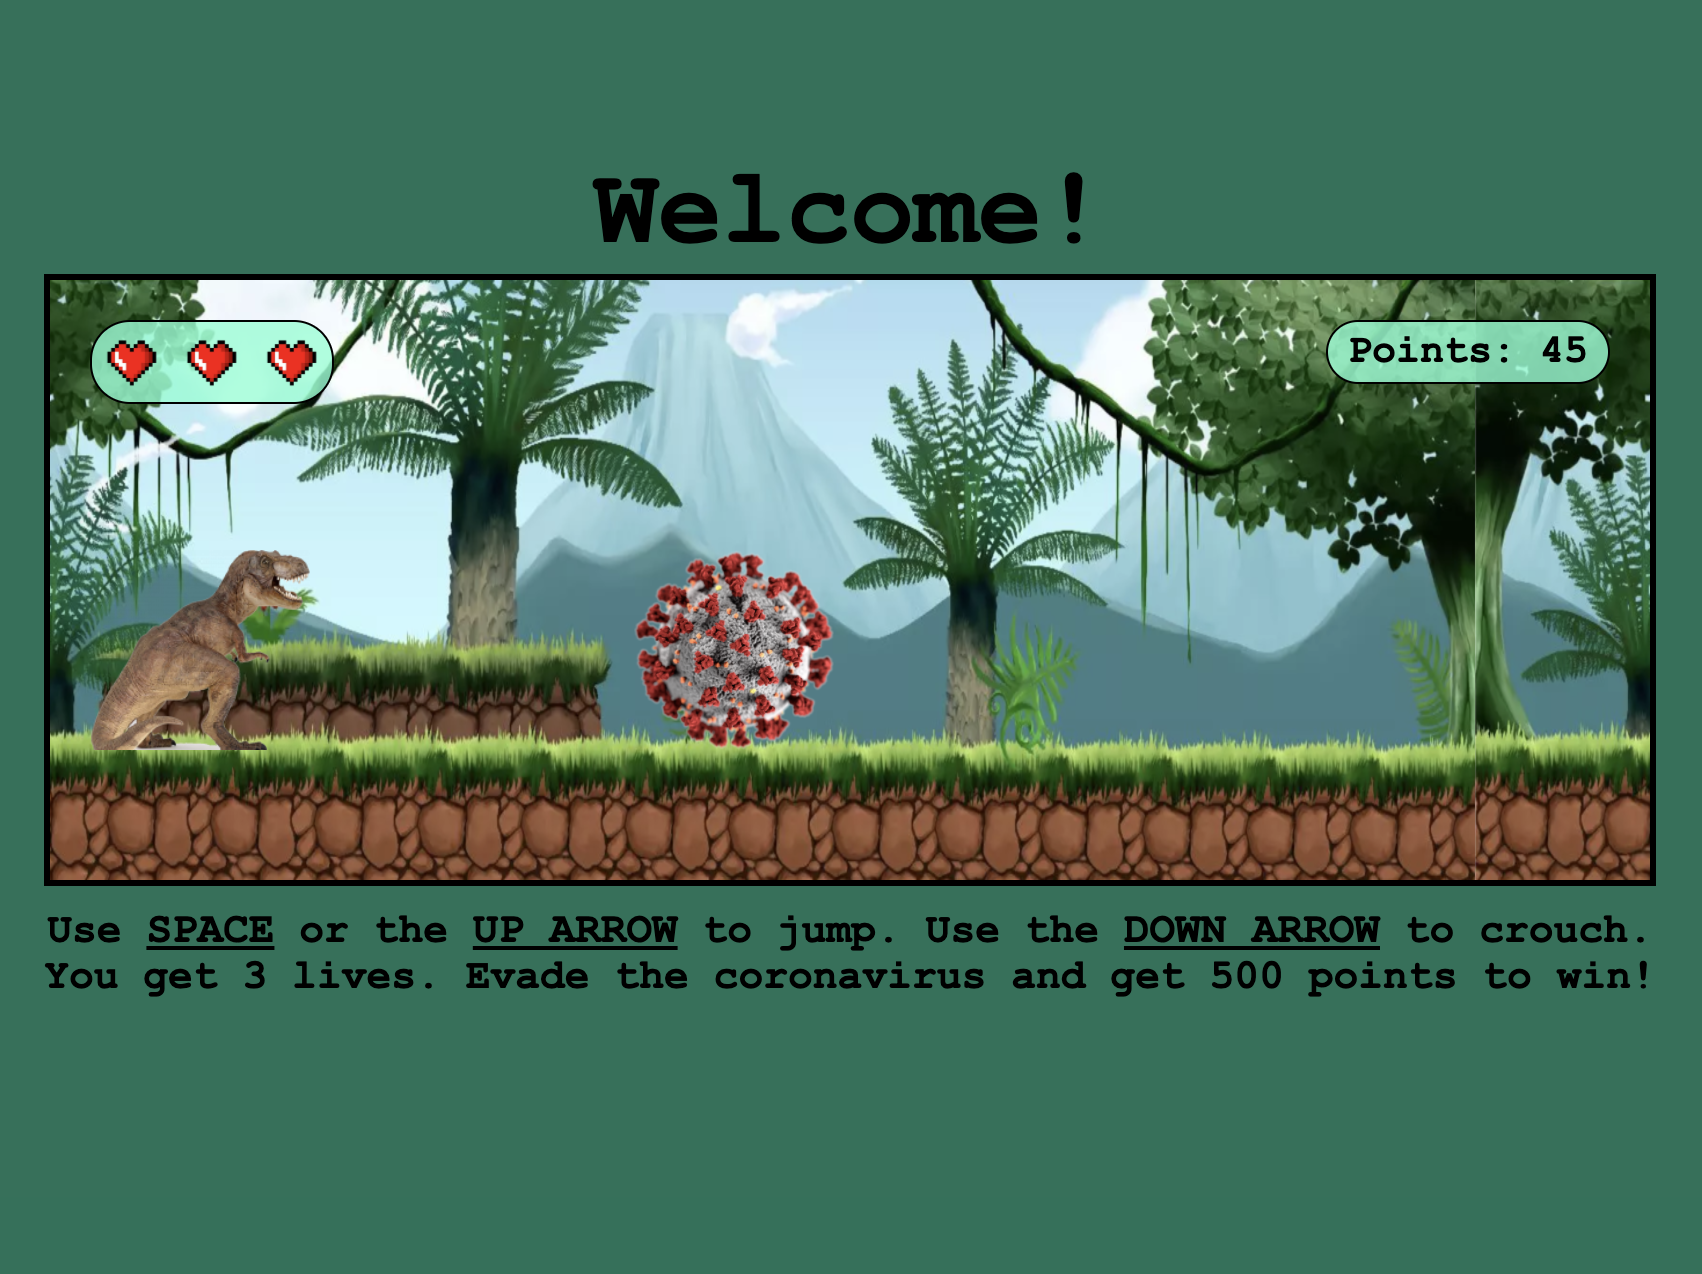 Welcome!
Points: 45
Use SPACE or the UP ARROW to jump. Use the DOWN ARROW to crouch.
You get 3 lives. Evade the coronavirus and get 500 points to win!